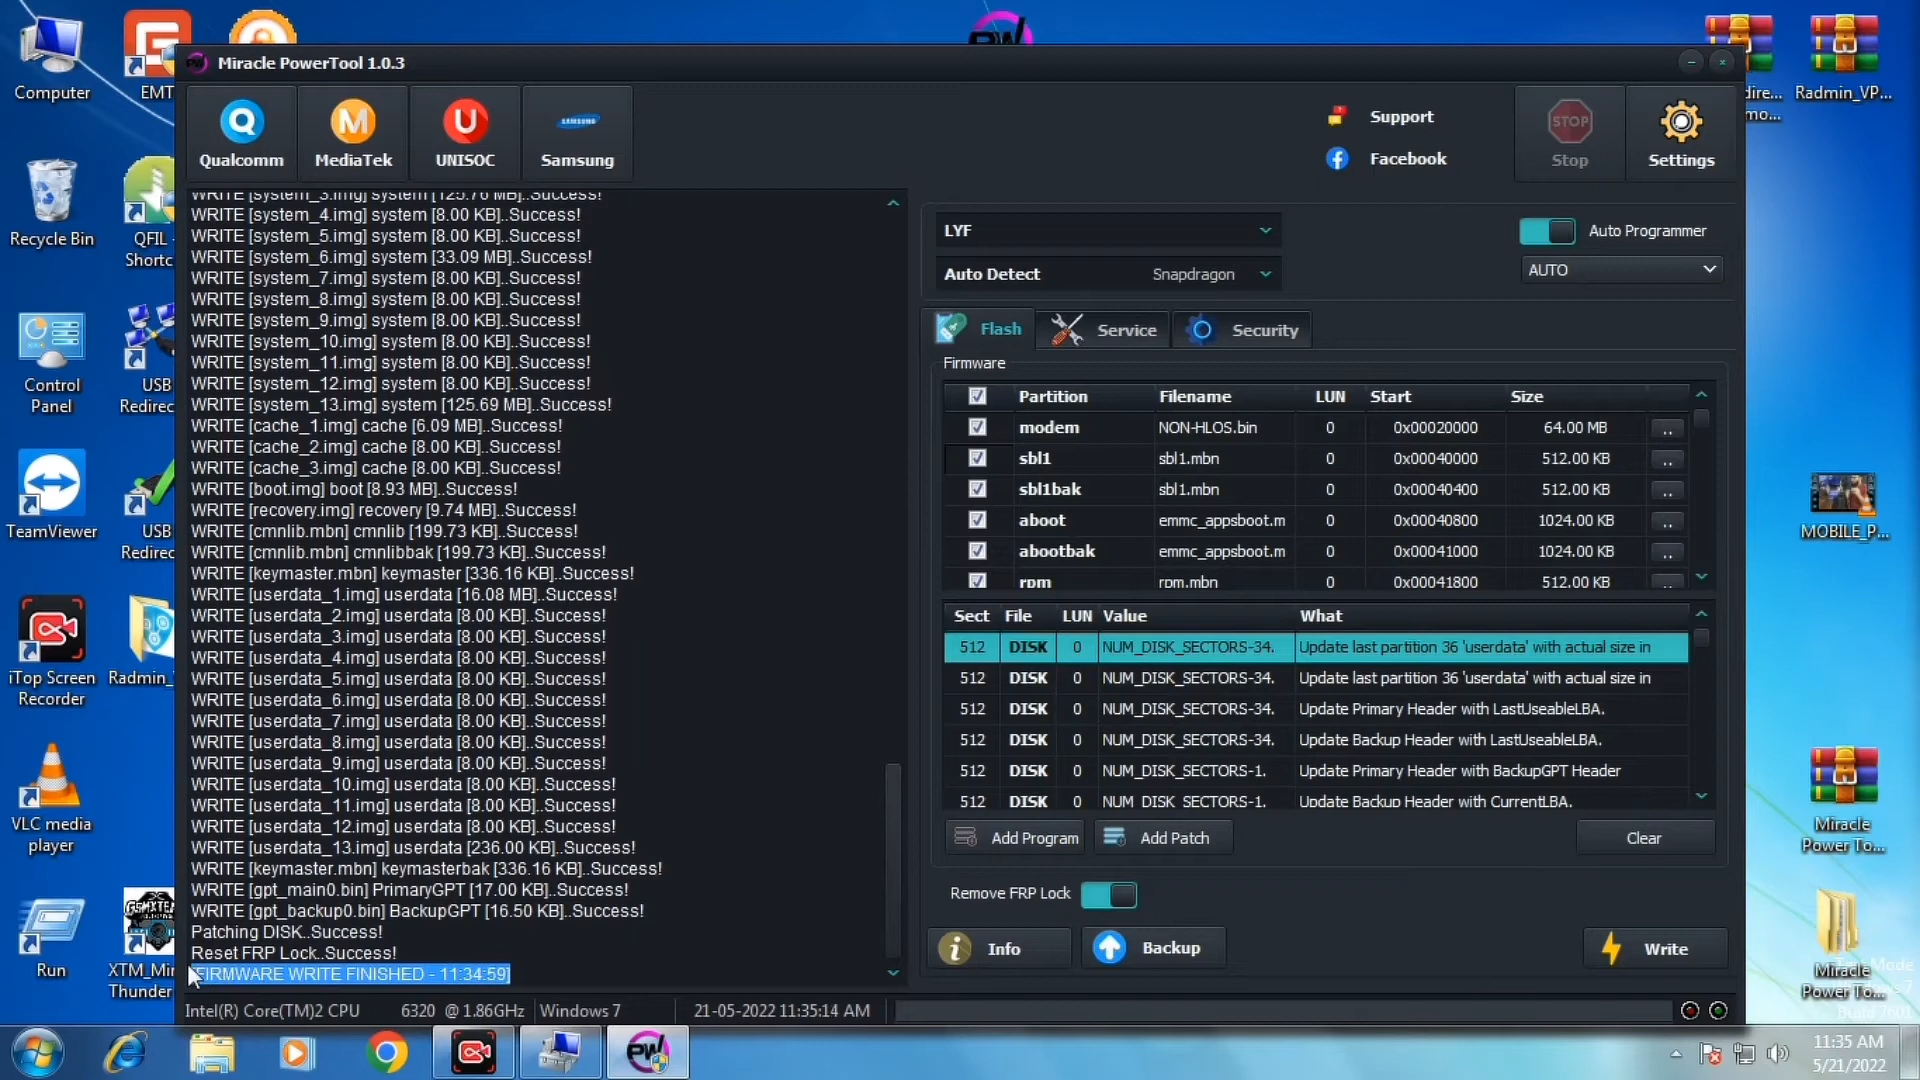 Computer
EMT
Recycle Bin
QFIL -
Shortc
Control
Panel
USB
Redirec
TeamViewer
USB
Redirec
iTop Screen
Recorder
Radmin_
VLC media
player
Run
XTM_Mi
Thunder
Miracle PowerTool 1.0.3
Qualcomm
MediaTek
UNISOC
SAMSUNG
Samsung
Support
Facebook
STOP
Stop
Settings
WRITE [system_3.img] system [125.76 MB]..Success!
WRITE [system_4.img] system [8.00 KB]..Success!
WRITE [system_5.img] system [8.00 KB]..Success!
WRITE [system_6.img] system [33.09 MB]..Success!
WRITE [system_7.img] system [8.00 KB]..Success!
WRITE [system_8.img] system [8.00 KB]..Success!
WRITE [system_9.img] system [8.00 KB]..Success!
WRITE [system_10.img] system [8.00 KB]..Success!
WRITE [system_11.img] system [8.00 KB]..Success!
WRITE [system_12.img] system [8.00 KB]..Success!
WRITE [system_13.img] system [125.69 MB]..Success!
WRITE [cache_1.img] cache [6.09 MB]..Success!
WRITE [cache_2.img] cache [8.00 KB]..Success!
WRITE [cache_3.img] cache [8.00 KB]..Success!
WRITE [boot.img] boot [8.93 MB]..Success!
WRITE [recovery.img] recovery [9.74 MB]..Success!
WRITE [cmnlib.mbn] cmnlib [199.73 KB]..Success!
WRITE [cmnlib.mbn] cmnlibbak [199.73 KB]..Success!
WRITE [keymaster.mbn] keymaster [336.16 KB]..Success!
WRITE [userdata_1.img] userdata [16.08 MB]..Success!
WRITE [userdata_2.img] userdata [8.00 KB]..Success!
WRITE [userdata_3.img] userdata [8.00 KB]..Success!
WRITE [userdata_4.img] userdata [8.00 KB]..Success!
WRITE [userdata_5.img] userdata [8.00 KB]..Success!
WRITE [userdata_6.img] userdata [8.00 KB]..Success!
WRITE [userdata_7.img] userdata [8.00 KB]..Success!
WRITE [userdata_8.img] userdata [8.00 KB]..Success!
WRITE [userdata_9.img] userdata [8.00 KB]..Success!
WRITE [userdata_10.img] userdata [8.00 KB]..Success!
WRITE [userdata_11.img] userdata [8.00 KB]..Success!
WRITE [userdata_12.img] userdata [8.00 KB]..Success!
WRITE [userdata_13.img] userdata [236.00 KB]..Success!
WRITE [keymaster.mbn] keymasterbak [336.16 KB]..Success!
WRITE [gpt_main0.bin] PrimaryGPT [17.00 KB]..Success!
WRITE [gpt_backup0.bin] BackupGPT [16.50 KB]..Success!
Patching DISK..Success!
Reset FRP Lock..Success!
[FIRMWARE WRITE FINISHED - 11:34:59]
LYF
Auto Detect Snapdragon
Auto Programmer
AUTO
Flash Service Security
Firmware
Partition Filename LUN Start Size
modem NON-HLOS.bin 0 0x00020000 64.00 MB ..
sbl1 sbl1.mbn 0 0x00040000 512.00 KB ..
sbl1bak sbl1.mbn 0 0x00040400 512.00 KB ..
aboot emmc_appsboot.m 0 0x00040800 1024.00 KB ..
abootbak emmc_appsboot.m 0 0x00041000 1024.00 KB ..
rpm rpm.mbn 0 0x00041800 512.00 KB ..
Sect File LUN Value What
512 DISK 0 NUM_DISK_SECTORS-34. Update last partition 36 'userdata' with actual size in
512 DISK 0 NUM_DISK_SECTORS-34. Update last partition 36 'userdata' with actual size in
512 DISK 0 NUM_DISK_SECTORS-34. Update Primary Header with LastUseableLBA.
512 DISK 0 NUM_DISK_SECTORS-34. Update Backup Header with LastUseableLBA.
512 DISK 0 NUM_DISK_SECTORS-1. Update Primary Header with BackupGPT Header
512 DISK 0 NUM_DISK_SECTORS-1. Update Backup Header with CurrentLBA.
Add Program Add Patch Clear
Remove FRP Lock
Info Backup Write
Intel(R) Core(TM)2 CPU 6320 @ 1.86GHz Windows 7 21-05-2022 11:35:14 AM
dire...
mo...
Radmin_VP...
MOBILE_P...
Miracle
Power To...
Miracle
Power To...
11:35 AM
5/21/2022